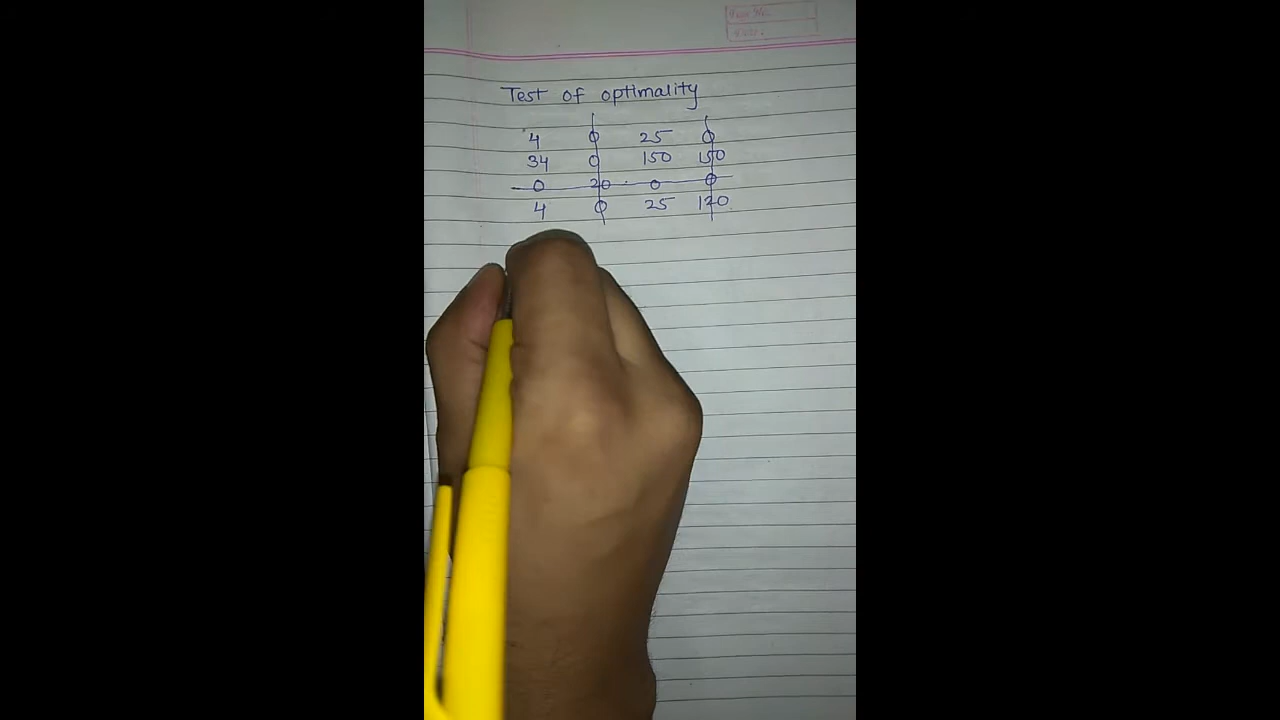 Test of optimality
4 0 25 0
34 0 150 150
0 20 0 0
4 0 25 120